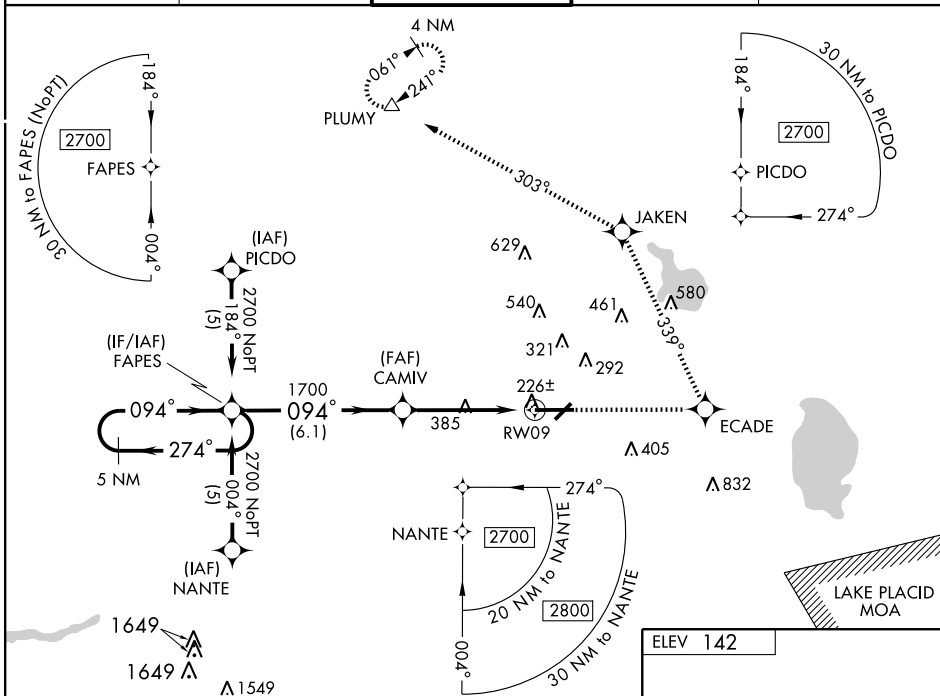 4 NM
061°
241°
PLUMY
30 NM to FAPES (NoPT)
184°
2700
FAPES
004°
184°
30 NM to PICDO
2700
PICDO
274°
303°
JAKEN
629
540
461
580
321
292
339°
(IAF)
PICDO
2700 NoPT
184°
(5)
(IF/IAF)
FAPES
094°
274°
5 NM
1700
094°
(6.1)
(FAF)
CAMIV
385
226±
RW09
ECADE
405
832
2700 NoPT
004°
(5)
(IAF)
NANTE
274°
NANTE
2700
20 NM to NANTE
2800
30 NM to NANTE
004°
LAKE PLACID
MOA
1649
1649
1549
ELEV 142